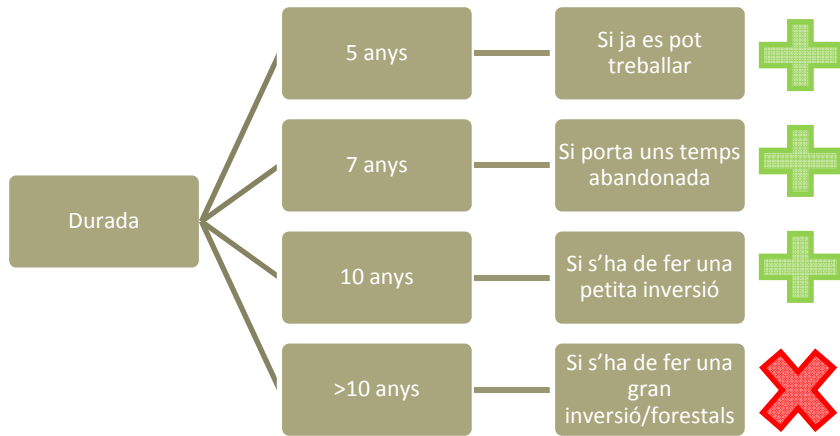 Durada
5 anys
Si ja es pot
treballar
7 anys
Si porta uns temps
abandonada
10 anys
Si s’ha de fer una
petita inversió
>10 anys
Si s’ha de fer una
gran
inversió/forestals